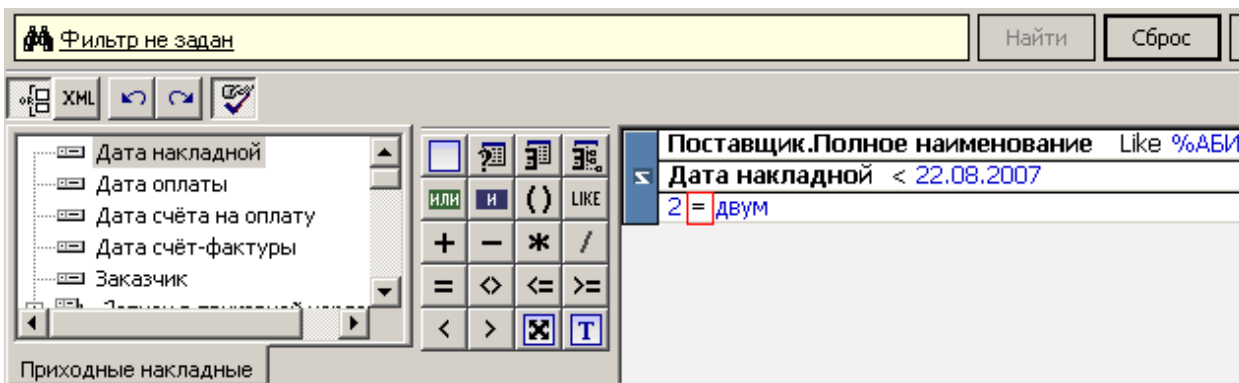 Фильтр не задан
Найти
Сброс
OR
XML
Дата накладной
Дата оплаты
Дата счёта на оплату
Дата счёт-фактуры
Заказчик
Приходные накладные
?
ИЛИ И ( ) LIKE
+ − * /
= <> <= >=
< > T
И
Поставщик.Полное наименование Like %АБИ
Дата накладной < 22.08.2007
2 = двум